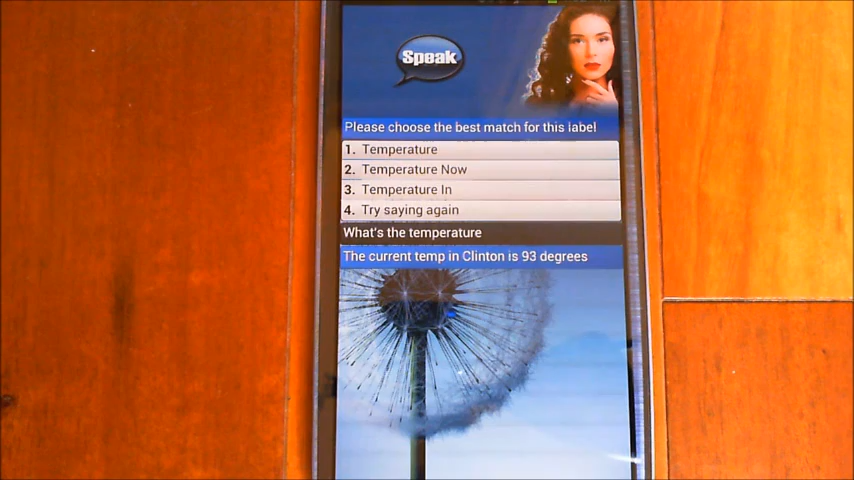 Speak
Please choose the best match for this label
1. Temperature
2. Temperature Now
3. Temperature In
4. Try saying again
What's the temperature
The current temp in Clinton is 93 degrees